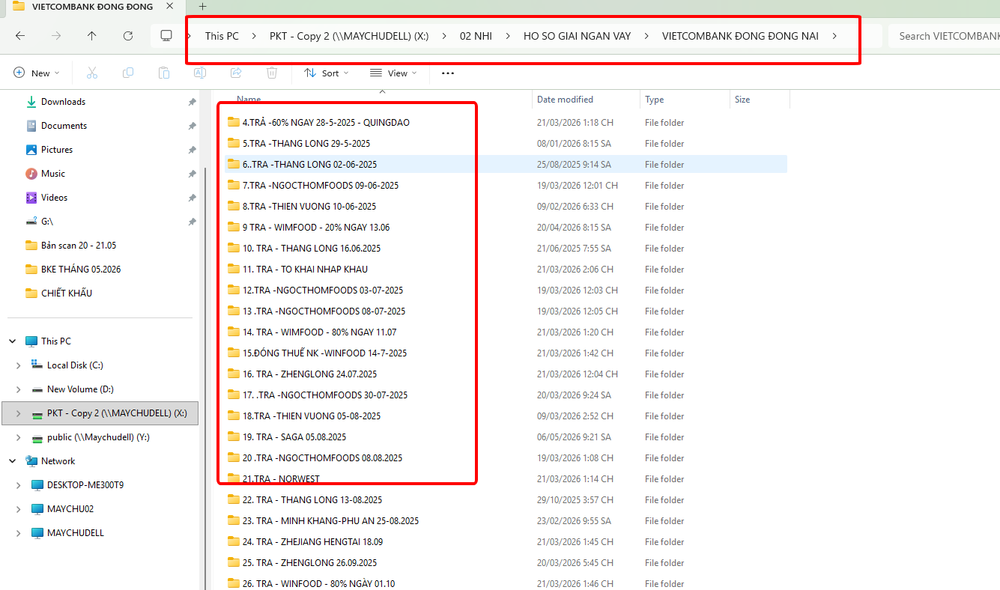 VIETCOMBANK ĐONG ĐONG
This PC > PKT - Copy 2 (\\MAYCHUDELL) (X:) > 02 NHI > HO SO GIAI NGAN VAY > VIETCOMBANK ĐONG ĐONG NAI >
Search VIETCOMBANK
New
Sort
View
Name
Date modified
Type
Size
Downloads
Documents
Pictures
Music
Videos
G:\
Bản scan 20 - 21.05
BKE THÁNG 05.2026
CHIẾT KHẤU
This PC
Local Disk (C:)
New Volume (D:)
PKT - Copy 2 (\\MAYCHUDELL) (X:)
public (\\Maychudell) (Y:)
Network
DESKTOP-ME300T9
MAYCHU02
MAYCHUDELL
4.TRẢ -60% NGAY 28-5-2025 - QUINGDAO 21/03/2026 1:18 CH File folder
5.TRA -THANG LONG 29-5-2025 08/01/2026 8:15 SA File folder
6..TRA -THANG LONG 02-06-2025 25/08/2025 9:14 SA File folder
7.TRA -NGOCTHOMFOODS 09-06-2025 19/03/2026 12:01 CH File folder
8.TRA -THIEN VUONG 10-06-2025 09/02/2026 6:33 CH File folder
9 TRA - WIMFOOD - 20% NGAY 13.06 20/04/2026 8:15 SA File folder
10. TRA - THANG LONG 16.06.2025 21/06/2025 7:55 SA File folder
11. TRA - TO KHAI NHAP KHAU 21/03/2026 2:06 CH File folder
12.TRA -NGOCTHOMFOODS 03-07-2025 19/03/2026 12:03 CH File folder
13 .TRA -NGOCTHOMFOODS 08-07-2025 19/03/2026 12:05 CH File folder
14. TRA - WIMFOOD - 80% NGAY 11.07 21/03/2026 1:20 CH File folder
15.ĐÓNG THUẾ NK -WINFOOD 14-7-2025 21/03/2026 1:42 CH File folder
16. TRA - ZHENGLONG 24.07.2025 21/03/2026 12:04 CH File folder
17. .TRA -NGOCTHOMFOODS 30-07-2025 20/03/2026 9:24 SA File folder
18.TRA -THIEN VUONG 05-08-2025 09/03/2026 2:52 CH File folder
19. TRA - SAGA 05.08.2025 06/05/2026 9:21 SA File folder
20 .TRA -NGOCTHOMFOODS 08.08.2025 19/03/2026 1:08 CH File folder
21.TRA - NORWEST 21/03/2026 1:14 CH File folder
22. TRA - THANG LONG 13-08.2025 29/10/2025 3:57 CH File folder
23. TRA - MINH KHANG-PHU AN 25-08.2025 23/02/2026 9:55 SA File folder
24. TRA - ZHEJIANG HENGTAI 18.09 21/03/2026 1:45 CH File folder
25. TRA - ZHENGLONG 26.09.2025 20/03/2026 5:45 CH File folder
26. TRA - WINFOOD - 80% NGÀY 01.10 21/03/2026 1:46 CH File folder